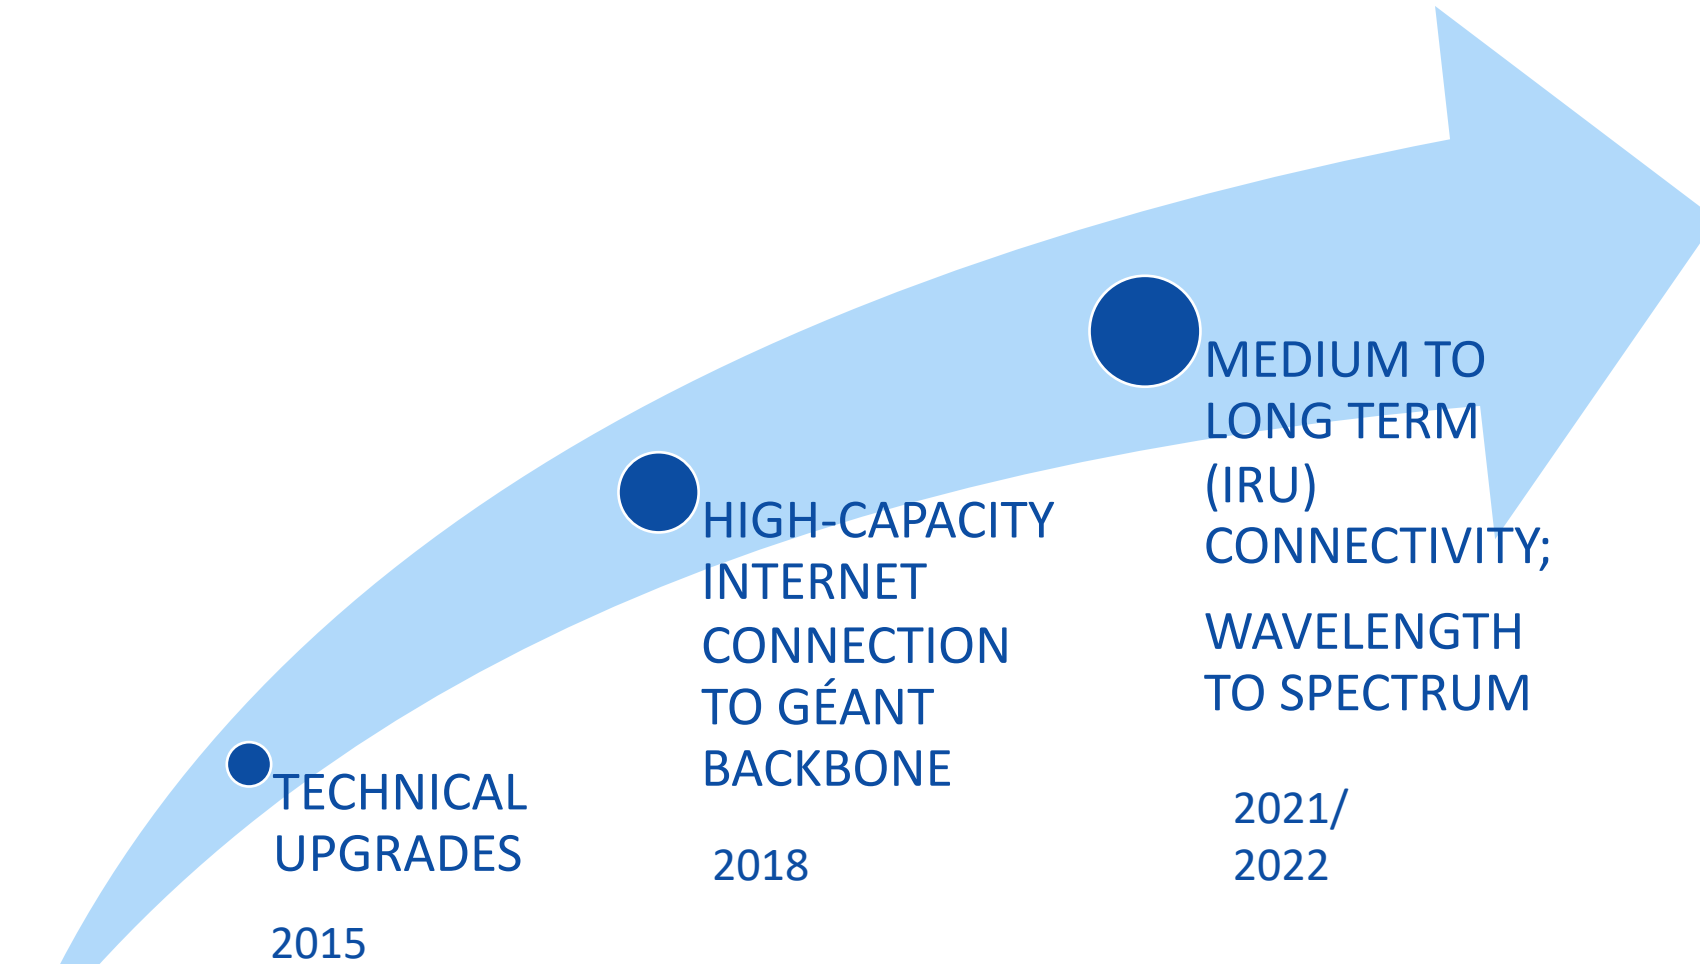 TECHNICAL
UPGRADES
2015
HIGH-CAPACITY
INTERNET
CONNECTION
TO GÉANT
BACKBONE
2018
MEDIUM TO
LONG TERM
(IRU)
CONNECTIVITY;
WAVELENGTH
TO SPECTRUM
2021/
2022